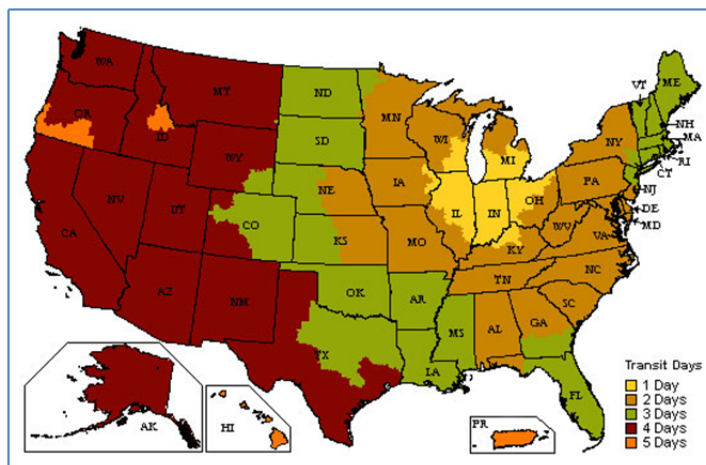 WA
MT
ND
MN
OR
ID
WY
SD
WI
MI
NY
VT
ME
NH
MA
RI
CT
NJ
DE
MD
NV
UT
CO
NE
IA
IL
IN
OH
PA
WV
VA
CA
KS
MO
KY
NC
AZ
NM
OK
AR
TN
SC
MS
AL
GA
TX
LA
FL
AK
HI
PR
Transit Days
1 Day
2 Days
3 Days
4 Days
5 Days